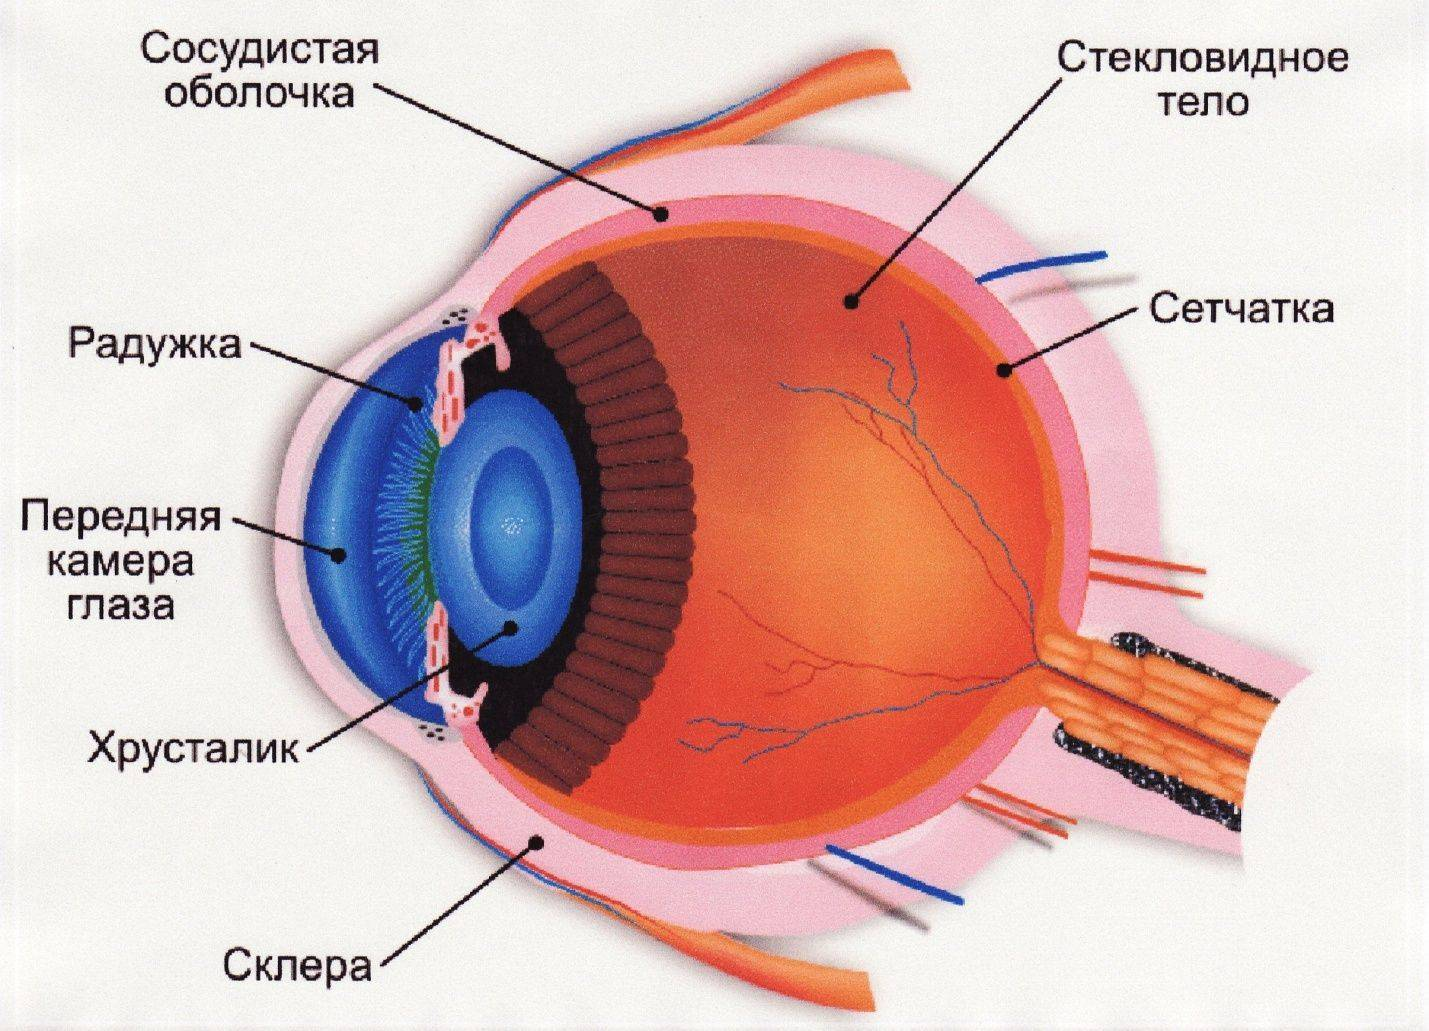 Сосудистая
оболочка
Стекловидное
тело
Сетчатка
Радужка
Передняя
камера
глаза
Хрусталик
Склера